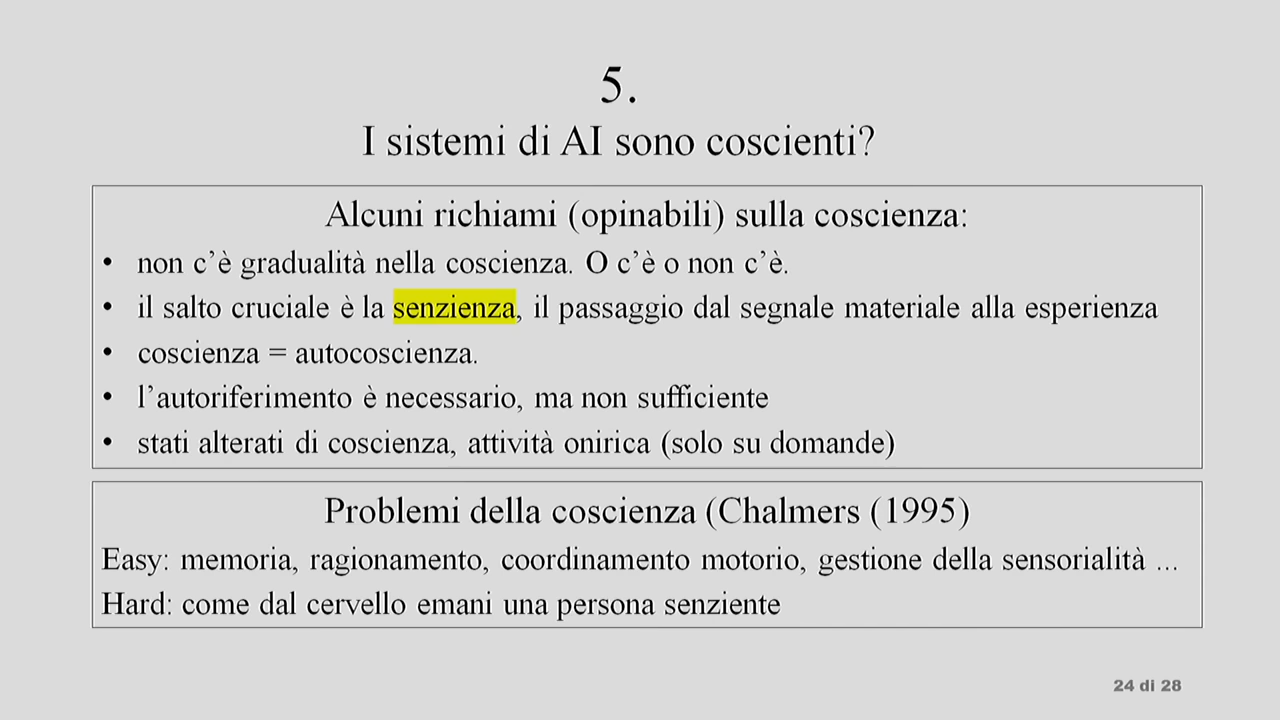 5.
I sistemi di AI sono coscienti?
Alcuni richiami (opinabili) sulla coscienza:
• non c’è gradualità nella coscienza. O c’è o non c’è.
• il salto cruciale è la senzienza, il passaggio dal segnale materiale alla esperienza
• coscienza = autocoscienza.
• l’autoriferimento è necessario, ma non sufficiente
• stati alterati di coscienza, attività onirica (solo su domande)
Problemi della coscienza (Chalmers (1995)
Easy: memoria, ragionamento, coordinamento motorio, gestione della sensorialità ...
Hard: come dal cervello emani una persona senziente
24 di 28